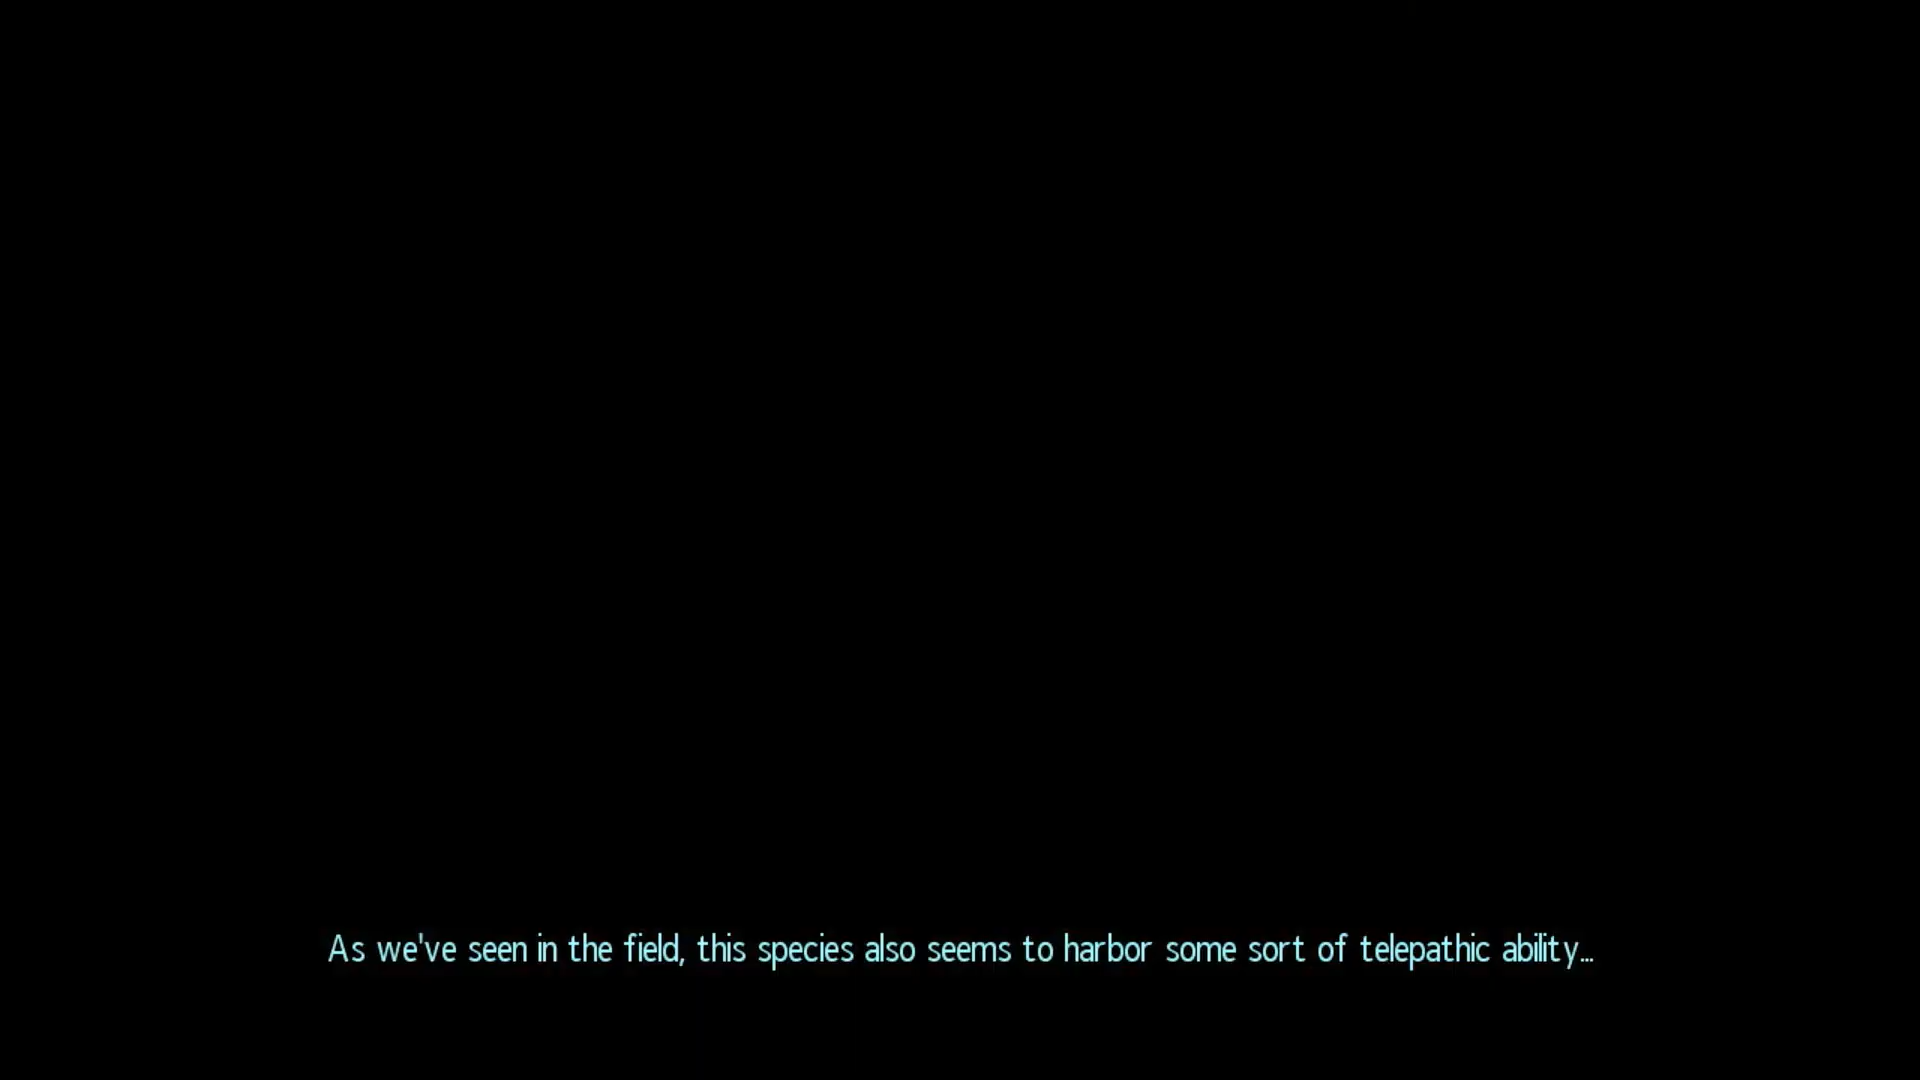 As we've seen in the field, this species also seems to harbor some sort of telepathic ability...